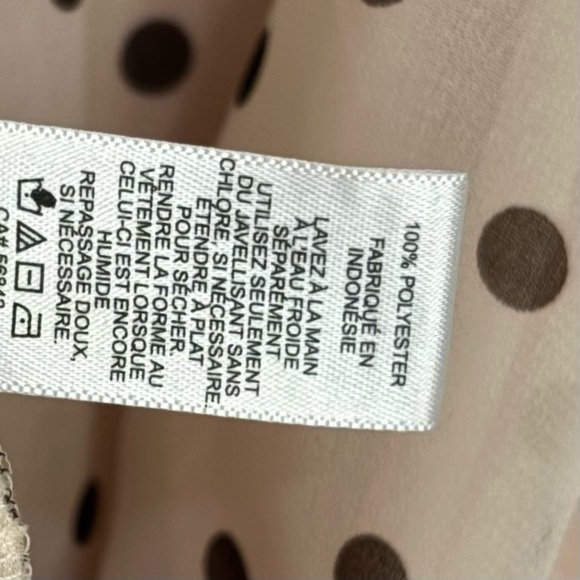 100% POLYESTER
FABRIQUÉ EN
INDONÉSIE
LAVEZ À LA MAIN
À L'EAU FROIDE
SÉPARÉMENT
UTILISEZ SEULEMENT
DU JAVELLISANT SANS
CHLORE, SI NÉCESSAIRE.
ÉTENDRE À PLAT
POUR SÉCHER.
RENDRE LA FORME AU
VÊTEMENT LORSQUE
CELUI-CI EST ENCORE
HUMIDE
REPASSAGE DOUX,
SI NÉCESSAIRE.
CA#